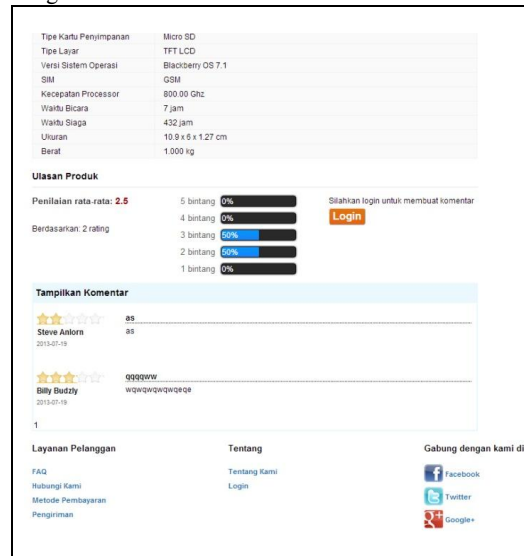 Tipe Kartu Penyimpanan Micro SD
Tipe Layar TFT LCD
Versi Sistem Operasi Blackberry OS 7.1
SIM GSM
Kecepatan Processor 800.00 Ghz
Waktu Bicara 7 jam
Waktu Siaga 432 jam
Ukuran 10.9 x 6 x 1.27 cm
Berat 1.000 kg
Ulasan Produk
Penilaian rata-rata: 2.5
Berdasarkan: 2 rating
5 bintang 0%
4 bintang 0%
3 bintang 50%
2 bintang 50%
1 bintang 0%
Silahkan login untuk membuat komentar
Login
Tampilkan Komentar
as
Steve Anlorn as
2013-07-19
qqqqww
Billy Budzly wqwqwqwqwqeqe
2013-07-19
1
Layanan Pelanggan
FAQ
Hubungi Kami
Metode Pembayaran
Pengiriman
Tentang
Tentang Kami
Login
Gabung dengan kami di
Facebook
Twitter
Google+